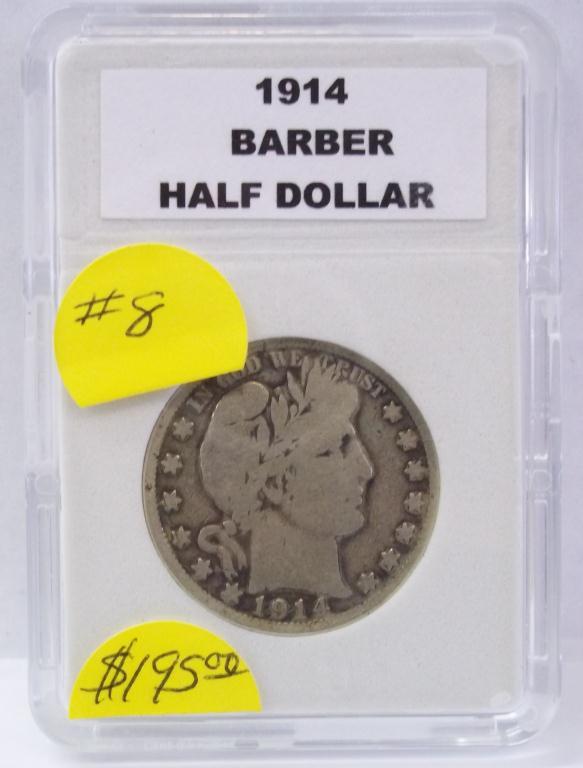 1914
BARBER
HALF DOLLAR
#8
IN GOD WE TRUST
1914
$195.00